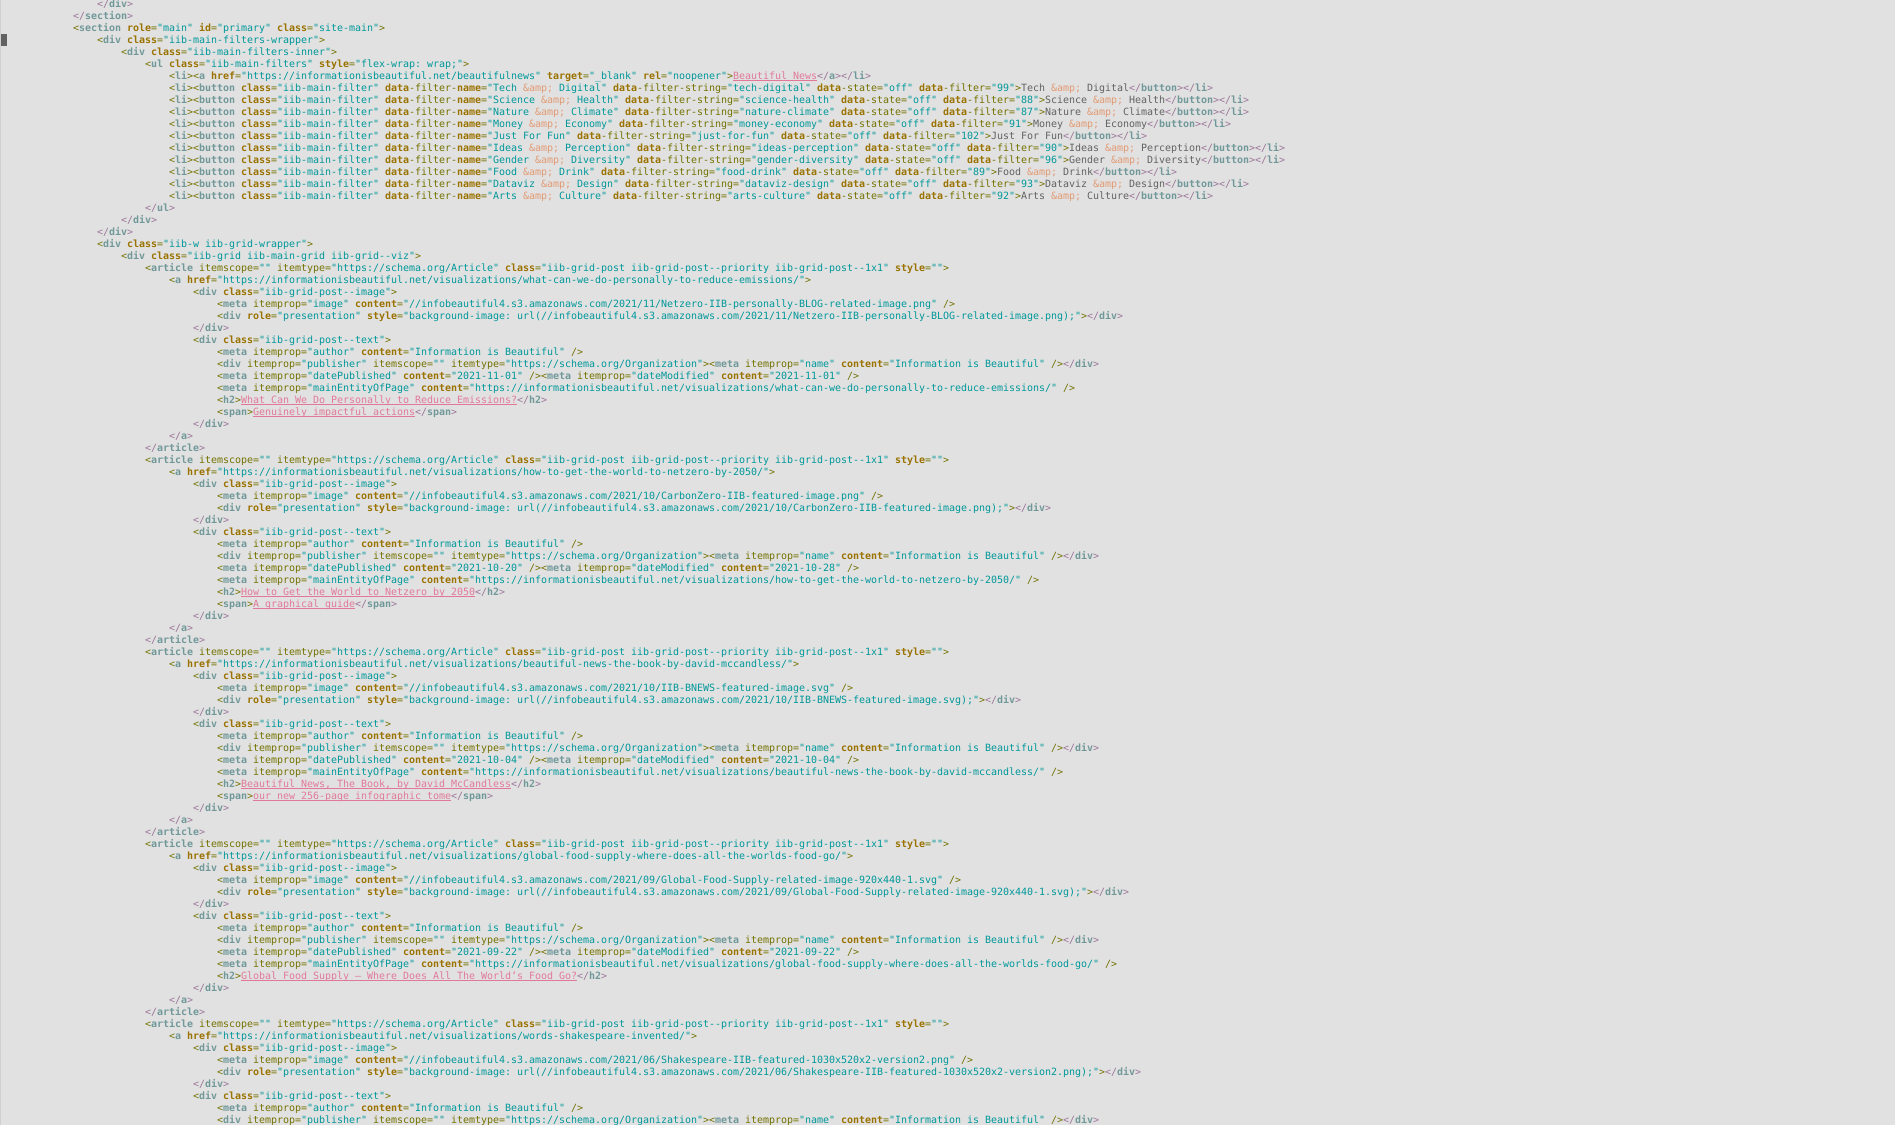 </div>
</section>
<section role="main" id="primary" class="site-main">
<div class="iib-main-filters-wrapper">
<div class="iib-main-filters-inner">
<ul class="iib-main-filters" style="flex-wrap: wrap;">
<li><a href="https://informationisbeautiful.net/beautifulnews" target="_blank" rel="noopener">Beautiful News</a></li>
<li><button class="iib-main-filter" data-filter-name="Tech &amp; Digital" data-filter-string="tech-digital" data-state="off" data-filter="99">Tech &amp; Digital</button></li>
<li><button class="iib-main-filter" data-filter-name="Science &amp; Health" data-filter-string="science-health" data-state="off" data-filter="88">Science &amp; Health</button></li>
<li><button class="iib-main-filter" data-filter-name="Nature &amp; Climate" data-filter-string="nature-climate" data-state="off" data-filter="87">Nature &amp; Climate</button></li>
<li><button class="iib-main-filter" data-filter-name="Money &amp; Economy" data-filter-string="money-economy" data-state="off" data-filter="91">Money &amp; Economy</button></li>
<li><button class="iib-main-filter" data-filter-name="Just For Fun" data-filter-string="just-for-fun" data-state="off" data-filter="102">Just For Fun</button></li>
<li><button class="iib-main-filter" data-filter-name="Ideas &amp; Perception" data-filter-string="ideas-perception" data-state="off" data-filter="90">Ideas &amp; Perception</button></li>
<li><button class="iib-main-filter" data-filter-name="Gender &amp; Diversity" data-filter-string="gender-diversity" data-state="off" data-filter="96">Gender &amp; Diversity</button></li>
<li><button class="iib-main-filter" data-filter-name="Food &amp; Drink" data-filter-string="food-drink" data-state="off" data-filter="89">Food &amp; Drink</button></li>
<li><button class="iib-main-filter" data-filter-name="Dataviz &amp; Design" data-filter-string="dataviz-design" data-state="off" data-filter="93">Dataviz &amp; Design</button></li>
<li><button class="iib-main-filter" data-filter-name="Arts &amp; Culture" data-filter-string="arts-culture" data-state="off" data-filter="92">Arts &amp; Culture</button></li>
</ul>
</div>
</div>
<div class="iib-w iib-grid-wrapper">
<div class="iib-grid iib-main-grid iib-grid--viz">
<article itemscope="" itemtype="https://schema.org/Article" class="iib-grid-post iib-grid-post--priority iib-grid-post--1x1" style="">
<a href="https://informationisbeautiful.net/visualizations/what-can-we-do-personally-to-reduce-emissions/">
<div class="iib-grid-post--image">
<meta itemprop="image" content="//infobeautiful4.s3.amazonaws.com/2021/11/Netzero-IIB-personally-BLOG-related-image.png" />
<div role="presentation" style="background-image: url(//infobeautiful4.s3.amazonaws.com/2021/11/Netzero-IIB-personally-BLOG-related-image.png);"></div>
</div>
<div class="iib-grid-post--text">
<meta itemprop="author" content="Information is Beautiful" />
<div itemprop="publisher" itemscope="" itemtype="https://schema.org/Organization"><meta itemprop="name" content="Information is Beautiful" /></div>
<meta itemprop="datePublished" content="2021-11-01" /><meta itemprop="dateModified" content="2021-11-01" />
<meta itemprop="mainEntityOfPage" content="https://informationisbeautiful.net/visualizations/what-can-we-do-personally-to-reduce-emissions/" />
<h2>What Can We Do Personally to Reduce Emissions?</h2>
<span>Genuinely impactful actions</span>
</div>
</a>
</article>
<article itemscope="" itemtype="https://schema.org/Article" class="iib-grid-post iib-grid-post--priority iib-grid-post--1x1" style="">
<a href="https://informationisbeautiful.net/visualizations/how-to-get-the-world-to-netzero-by-2050/">
<div class="iib-grid-post--image">
<meta itemprop="image" content="//infobeautiful4.s3.amazonaws.com/2021/10/CarbonZero-IIB-featured-image.png" />
<div role="presentation" style="background-image: url(//infobeautiful4.s3.amazonaws.com/2021/10/CarbonZero-IIB-featured-image.png);"></div>
</div>
<div class="iib-grid-post--text">
<meta itemprop="author" content="Information is Beautiful" />
<div itemprop="publisher" itemscope="" itemtype="https://schema.org/Organization"><meta itemprop="name" content="Information is Beautiful" /></div>
<meta itemprop="datePublished" content="2021-10-20" /><meta itemprop="dateModified" content="2021-10-28" />
<meta itemprop="mainEntityOfPage" content="https://informationisbeautiful.net/visualizations/how-to-get-the-world-to-netzero-by-2050/" />
<h2>How to Get the World to Netzero by 2050</h2>
<span>A graphical guide</span>
</div>
</a>
</article>
<article itemscope="" itemtype="https://schema.org/Article" class="iib-grid-post iib-grid-post--priority iib-grid-post--1x1" style="">
<a href="https://informationisbeautiful.net/visualizations/beautiful-news-the-book-by-david-mccandless/">
<div class="iib-grid-post--image">
<meta itemprop="image" content="//infobeautiful4.s3.amazonaws.com/2021/10/IIB-BNEWS-featured-image.svg" />
<div role="presentation" style="background-image: url(//infobeautiful4.s3.amazonaws.com/2021/10/IIB-BNEWS-featured-image.svg);"></div>
</div>
<div class="iib-grid-post--text">
<meta itemprop="author" content="Information is Beautiful" />
<div itemprop="publisher" itemscope="" itemtype="https://schema.org/Organization"><meta itemprop="name" content="Information is Beautiful" /></div>
<meta itemprop="datePublished" content="2021-10-04" /><meta itemprop="dateModified" content="2021-10-04" />
<meta itemprop="mainEntityOfPage" content="https://informationisbeautiful.net/visualizations/beautiful-news-the-book-by-david-mccandless/" />
<h2>Beautiful News, The Book, by David McCandless</h2>
<span>our new 256-page infographic tome</span>
</div>
</a>
</article>
<article itemscope="" itemtype="https://schema.org/Article" class="iib-grid-post iib-grid-post--priority iib-grid-post--1x1" style="">
<a href="https://informationisbeautiful.net/visualizations/global-food-supply-where-does-all-the-worlds-food-go/">
<div class="iib-grid-post--image">
<meta itemprop="image" content="//infobeautiful4.s3.amazonaws.com/2021/09/Global-Food-Supply-related-image-920x440-1.svg" />
<div role="presentation" style="background-image: url(//infobeautiful4.s3.amazonaws.com/2021/09/Global-Food-Supply-related-image-920x440-1.svg);"></div>
</div>
<div class="iib-grid-post--text">
<meta itemprop="author" content="Information is Beautiful" />
<div itemprop="publisher" itemscope="" itemtype="https://schema.org/Organization"><meta itemprop="name" content="Information is Beautiful" /></div>
<meta itemprop="datePublished" content="2021-09-22" /><meta itemprop="dateModified" content="2021-09-22" />
<meta itemprop="mainEntityOfPage" content="https://informationisbeautiful.net/visualizations/global-food-supply-where-does-all-the-worlds-food-go/" />
<h2>Global Food Supply – Where Does All The World’s Food Go?</h2>
</div>
</a>
</article>
<article itemscope="" itemtype="https://schema.org/Article" class="iib-grid-post iib-grid-post--priority iib-grid-post--1x1" style="">
<a href="https://informationisbeautiful.net/visualizations/words-shakespeare-invented/">
<div class="iib-grid-post--image">
<meta itemprop="image" content="//infobeautiful4.s3.amazonaws.com/2021/06/Shakespeare-IIB-featured-1030x520x2-version2.png" />
<div role="presentation" style="background-image: url(//infobeautiful4.s3.amazonaws.com/2021/06/Shakespeare-IIB-featured-1030x520x2-version2.png);"></div>
</div>
<div class="iib-grid-post--text">
<meta itemprop="author" content="Information is Beautiful" />
<div itemprop="publisher" itemscope="" itemtype="https://schema.org/Organization"><meta itemprop="name" content="Information is Beautiful" /></div>